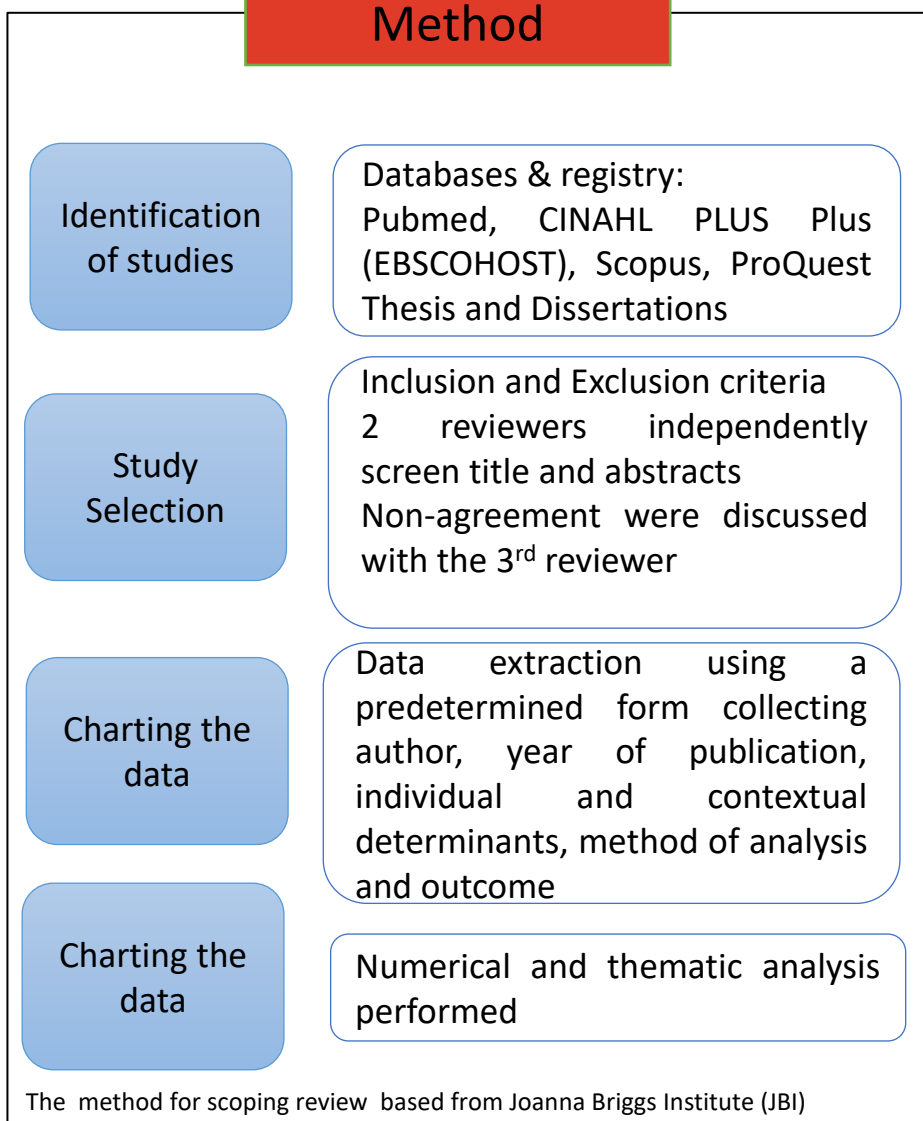 Method
Identification
of studies
Databases & registry:
Pubmed, CINAHL PLUS Plus
(EBSCOHOST), Scopus, ProQuest
Thesis and Dissertations
Study
Selection
Inclusion and Exclusion criteria
2 reviewers independently
screen title and abstracts
Non-agreement were discussed
with the 3rd reviewer
Charting the
data
Data extraction using a
predetermined form collecting
author, year of publication,
individual and contextual
determinants, method of analysis
and outcome
Charting the
data
Numerical and thematic analysis
performed
The method for scoping review based from Joanna Briggs Institute (JBI)